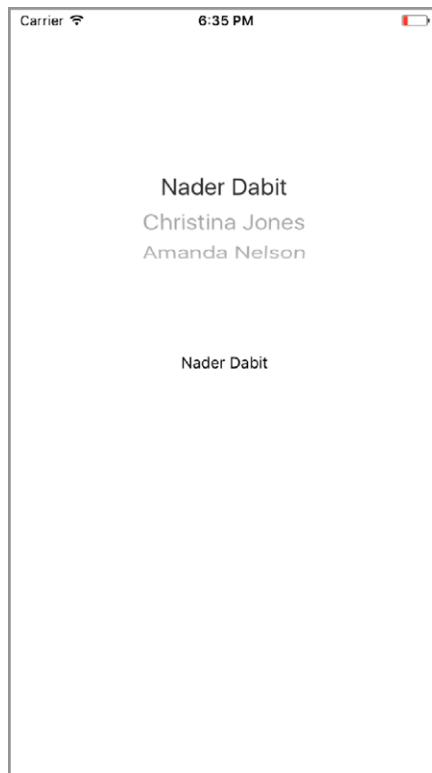 Carrier 6:35 PM
Nader Dabit
Christina Jones
Amanda Nelson
Nader Dabit